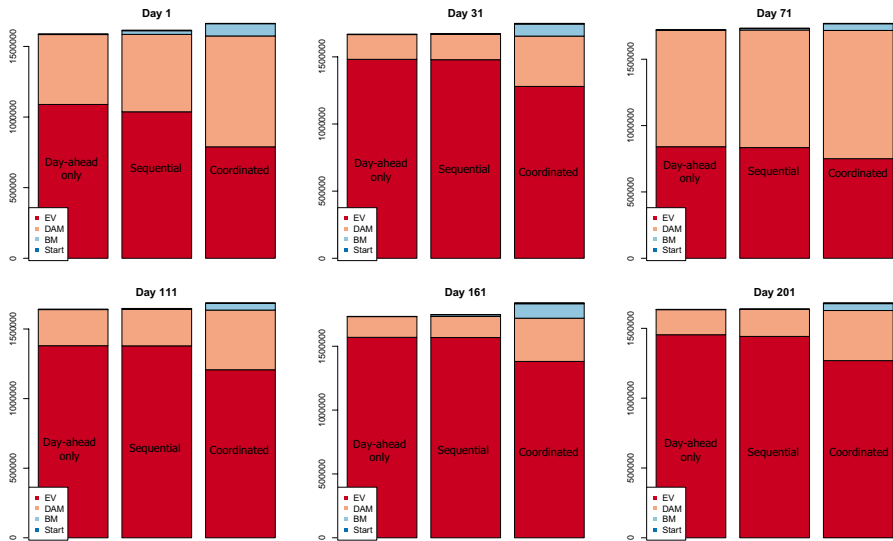 Day 1
Day 31
Day 71
1500000
1000000
500000
0
Day-ahead
only
Sequential
Coordinated
EV
DAM
BM
Start
1500000
1000000
500000
0
Day-ahead
only
Sequential
Coordinated
EV
DAM
BM
Start
1500000
1000000
500000
0
Day-ahead
only
Sequential
Coordinated
EV
DAM
BM
Start
Day 111
Day 161
Day 201
1500000
1000000
500000
0
Day-ahead
only
Sequential
Coordinated
EV
DAM
BM
Start
1500000
1000000
500000
0
Day-ahead
only
Sequential
Coordinated
EV
DAM
BM
Start
1500000
1000000
500000
0
Day-ahead
only
Sequential
Coordinated
EV
DAM
BM
Start